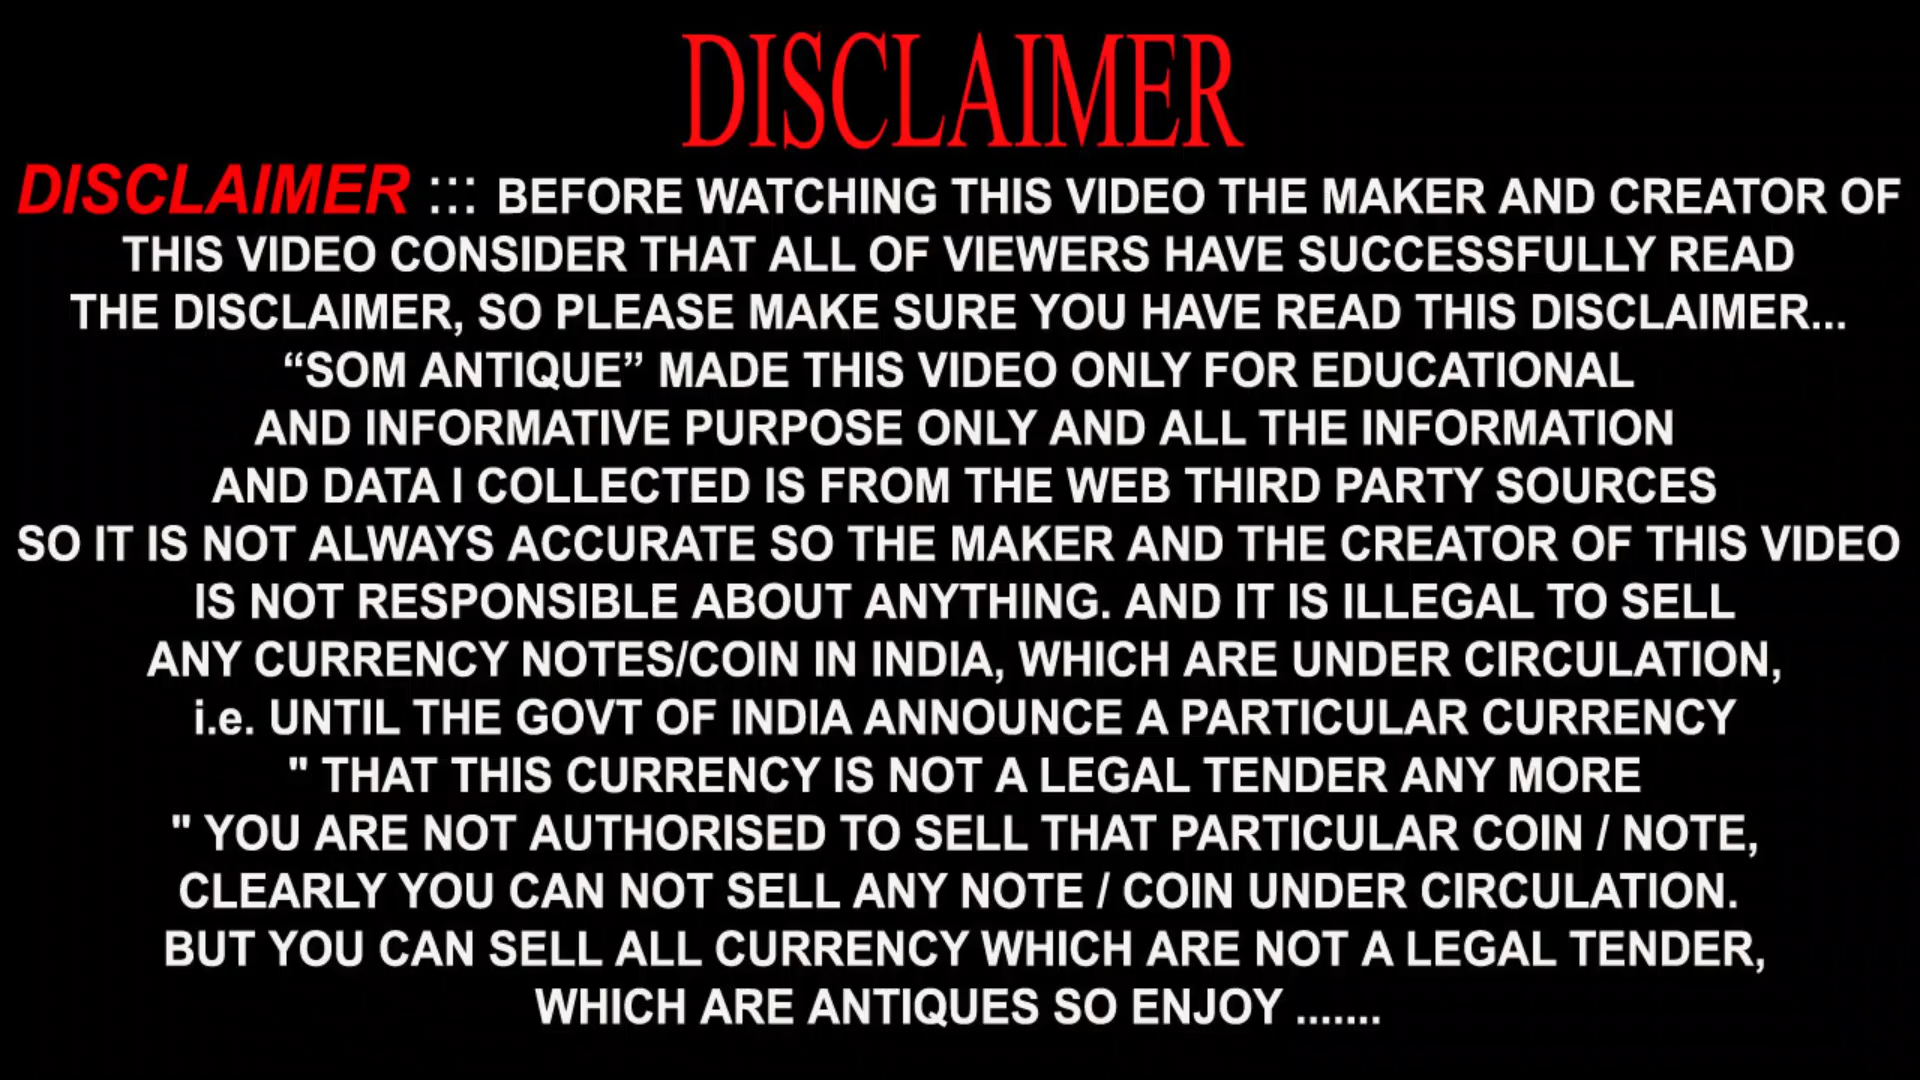 DISCLAIMER
DISCLAIMER ::: BEFORE WATCHING THIS VIDEO THE MAKER AND CREATOR OF
THIS VIDEO CONSIDER THAT ALL OF VIEWERS HAVE SUCCESSFULLY READ
THE DISCLAIMER, SO PLEASE MAKE SURE YOU HAVE READ THIS DISCLAIMER...
“SOM ANTIQUE” MADE THIS VIDEO ONLY FOR EDUCATIONAL
AND INFORMATIVE PURPOSE ONLY AND ALL THE INFORMATION
AND DATA I COLLECTED IS FROM THE WEB THIRD PARTY SOURCES
SO IT IS NOT ALWAYS ACCURATE SO THE MAKER AND THE CREATOR OF THIS VIDEO
IS NOT RESPONSIBLE ABOUT ANYTHING. AND IT IS ILLEGAL TO SELL
ANY CURRENCY NOTES/COIN IN INDIA, WHICH ARE UNDER CIRCULATION,
i.e. UNTIL THE GOVT OF INDIA ANNOUNCE A PARTICULAR CURRENCY
" THAT THIS CURRENCY IS NOT A LEGAL TENDER ANY MORE
" YOU ARE NOT AUTHORISED TO SELL THAT PARTICULAR COIN / NOTE,
CLEARLY YOU CAN NOT SELL ANY NOTE / COIN UNDER CIRCULATION.
BUT YOU CAN SELL ALL CURRENCY WHICH ARE NOT A LEGAL TENDER,
WHICH ARE ANTIQUES SO ENJOY .......